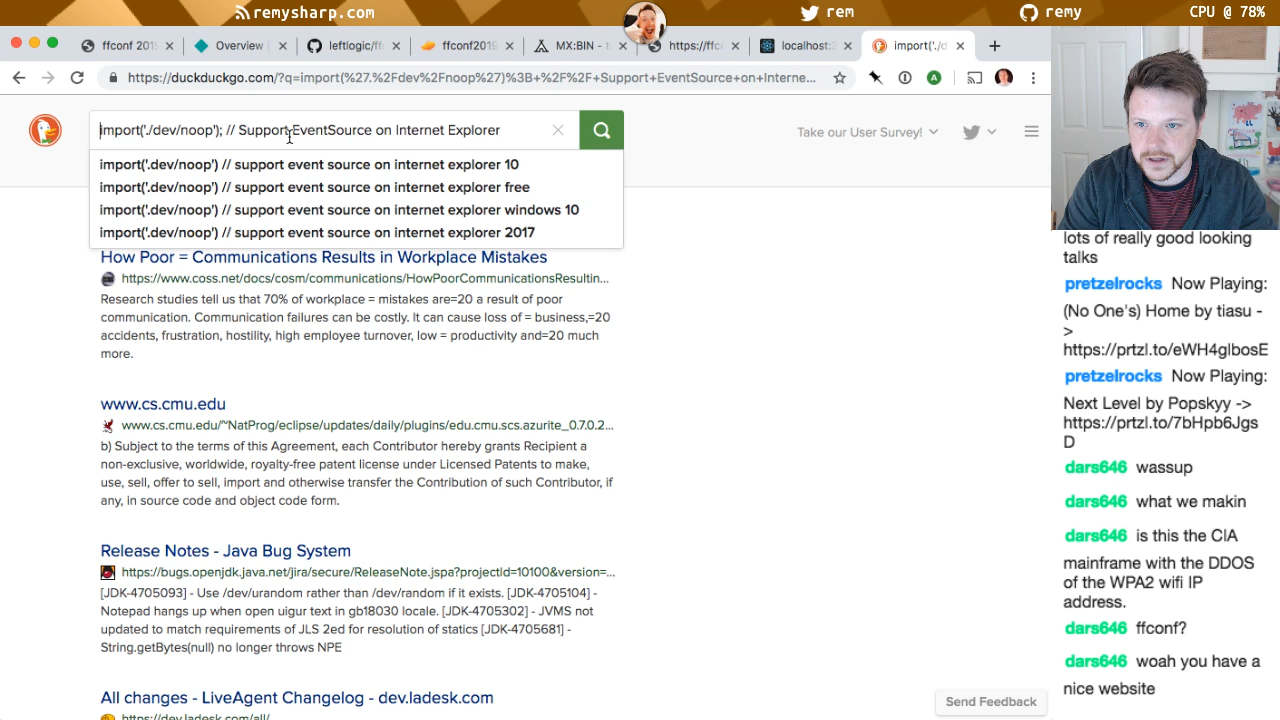 remysharp.com
rem
remy
CPU @ 78%
ffconf 201
Overview |
leftlogic/ff
ffconf2019
MX:BIN - t
https://ffc
localhost:
import('./d
https://duckduckgo.com/?q=import(%27.%2Fdev%2Fnoop%27)%3B+%2F%2F+Support+EventSource+on+Interne...
import('./dev/noop'); // Support EventSource on Internet Explorer
Take our User Survey!
import('.dev/noop') // support event source on internet explorer 10
import('.dev/noop') // support event source on internet explorer free
import('.dev/noop') // support event source on internet explorer windows 10
import('.dev/noop') // support event source on internet explorer 2017
How Poor = Communications Results in Workplace Mistakes
https://www.coss.net/docs/cosm/communications/HowPoorCommunicationsResultin...
Research studies tell us that 70% of workplace = mistakes are=20 a result of poor
communication. Communication failures can be costly. It can cause loss of = business,=20
accidents, frustration, hostility, high employee turnover, low = productivity and=20 much
more.
www.cs.cmu.edu
www.cs.cmu.edu/~NatProg/eclipse/updates/daily/plugins/edu.cmu.scs.azurite_0.7.0.2...
b) Subject to the terms of this Agreement, each Contributor hereby grants Recipient a
non-exclusive, worldwide, royalty-free patent license under Licensed Patents to make,
use, sell, offer to sell, import and otherwise transfer the Contribution of such Contributor, if
any, in source code and object code form.
Release Notes - Java Bug System
https://bugs.openjdk.java.net/jira/secure/ReleaseNote.jspa?projectId=10100&version=...
[JDK-4705093] - Use /dev/urandom rather than /dev/random if it exists. [JDK-4705104] -
Notepad hangs up when open uigur text in gb18030 locale. [JDK-4705302] - JVMS not
updated to match requirements of JLS 2ed for resolution of statics [JDK-4705681] -
String.getBytes(null) no longer throws NPE
All changes - LiveAgent Changelog - dev.ladesk.com
https://dev.ladesk.com/all/
Send Feedback
lots of really good looking
talks
pretzelrocks Now Playing:
(No One's) Home by tiasu -
>
https://prtzl.to/eWH4glbosE
pretzelrocks Now Playing:
Next Level by Popskyy ->
https://prtzl.to/7bHpb6Jgs
D
dars646 wassup
dars646 what we makin
dars646 is this the CIA
mainframe with the DDOS
of the WPA2 wifi IP
address.
dars646 ffconf?
dars646 woah you have a
nice website